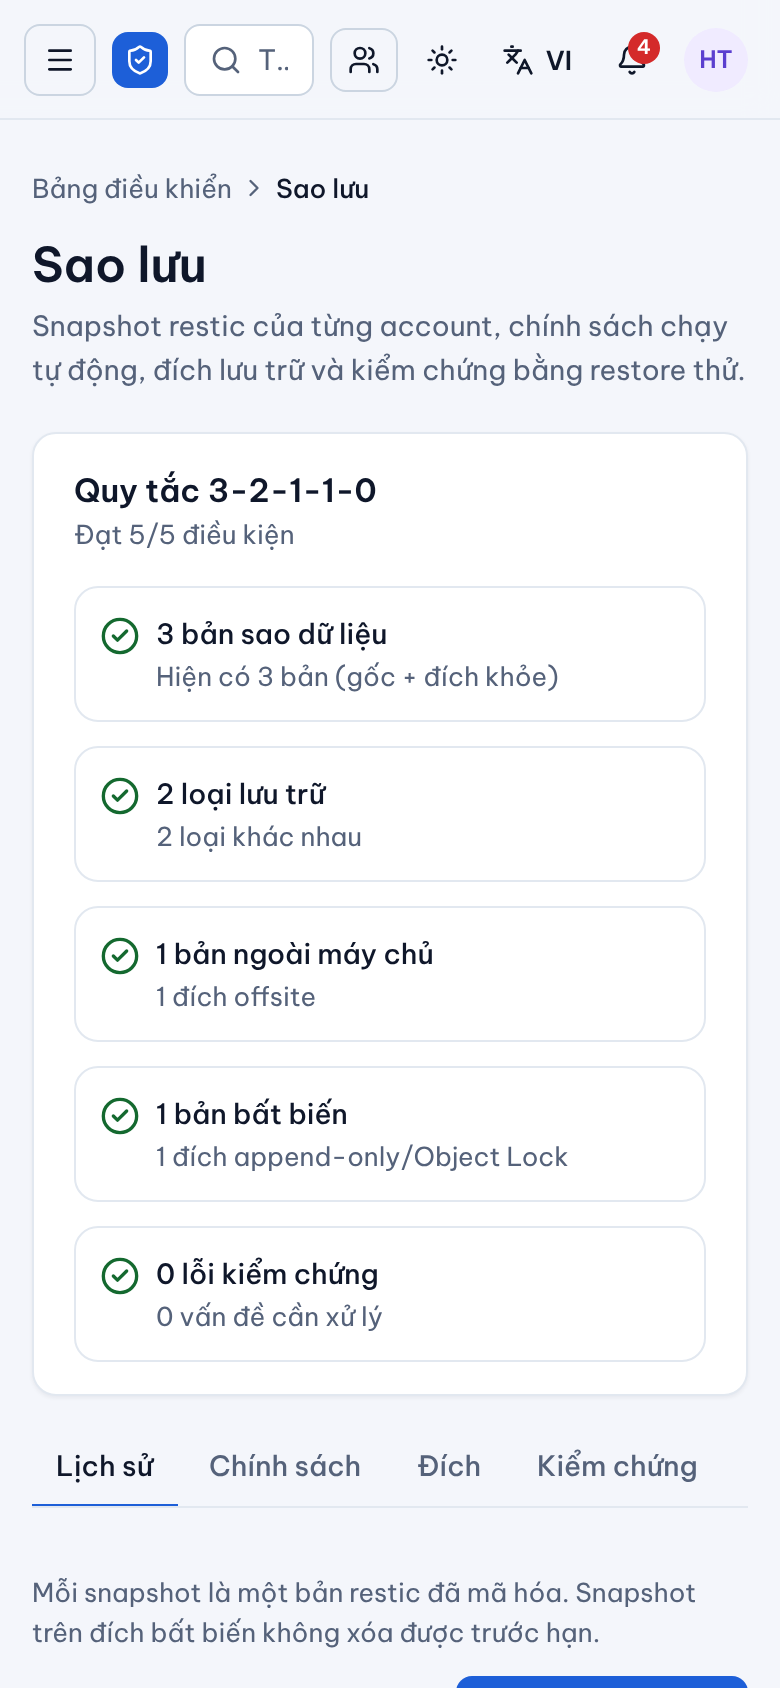 T..
VI
4
HT
Bảng điều khiển > Sao lưu
Sao lưu
Snapshot restic của từng account, chính sách chạy
tự động, đích lưu trữ và kiểm chứng bằng restore thử.
Quy tắc 3-2-1-1-0
Đạt 5/5 điều kiện
3 bản sao dữ liệu
Hiện có 3 bản (gốc + đích khỏe)
2 loại lưu trữ
2 loại khác nhau
1 bản ngoài máy chủ
1 đích offsite
1 bản bất biến
1 đích append-only/Object Lock
0 lỗi kiểm chứng
0 vấn đề cần xử lý
Lịch sử
Chính sách
Đích
Kiểm chứng
Mỗi snapshot là một bản restic đã mã hóa. Snapshot
trên đích bất biến không xóa được trước hạn.